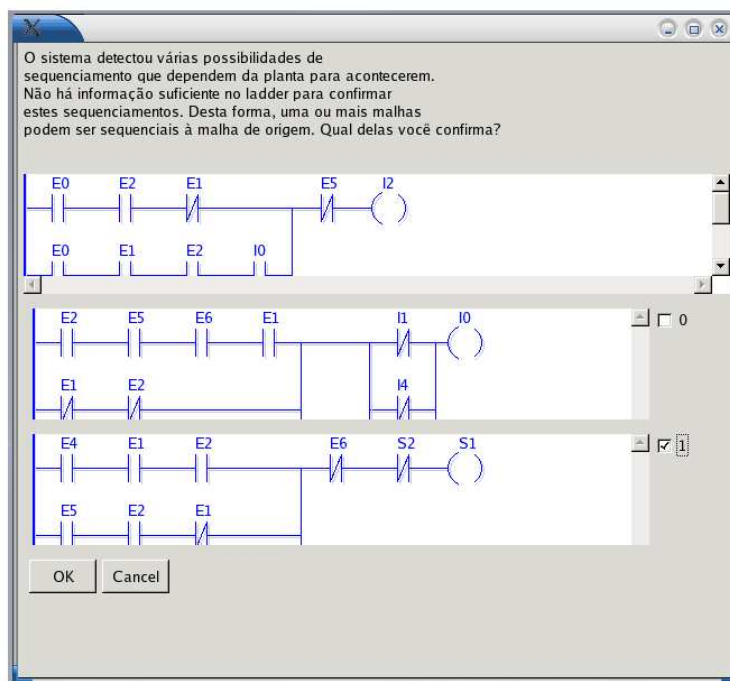 O sistema detectou várias possibilidades de
sequenciamento que dependem da planta para acontecerem.
Não há informação suficiente no ladder para confirmar
estes sequenciamentos. Desta forma, uma ou mais malhas
podem ser sequenciais à malha de origem. Qual delas você confirma?
E0 E2 E1 E5 I2
E0 E1 E2 I0
E2 E5 E6 E1 I1 I0 0
E1 E2 I4
E4 E1 E2 E6 S2 S1 1
E5 E2 E1
OK Cancel